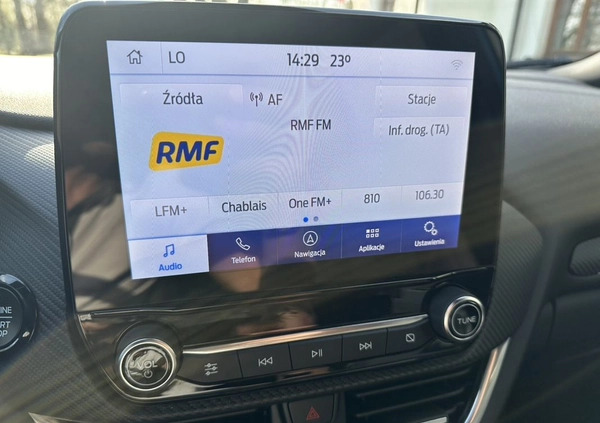 LO 14:29 23°
Źródła AF Stacje
RMF FM
Inf. drog. (TA)
RMF
LFM+ Chablais One FM+ 810 106.30
Audio Telefon Nawigacja Aplikacje Ustawienia
VOL TUNE